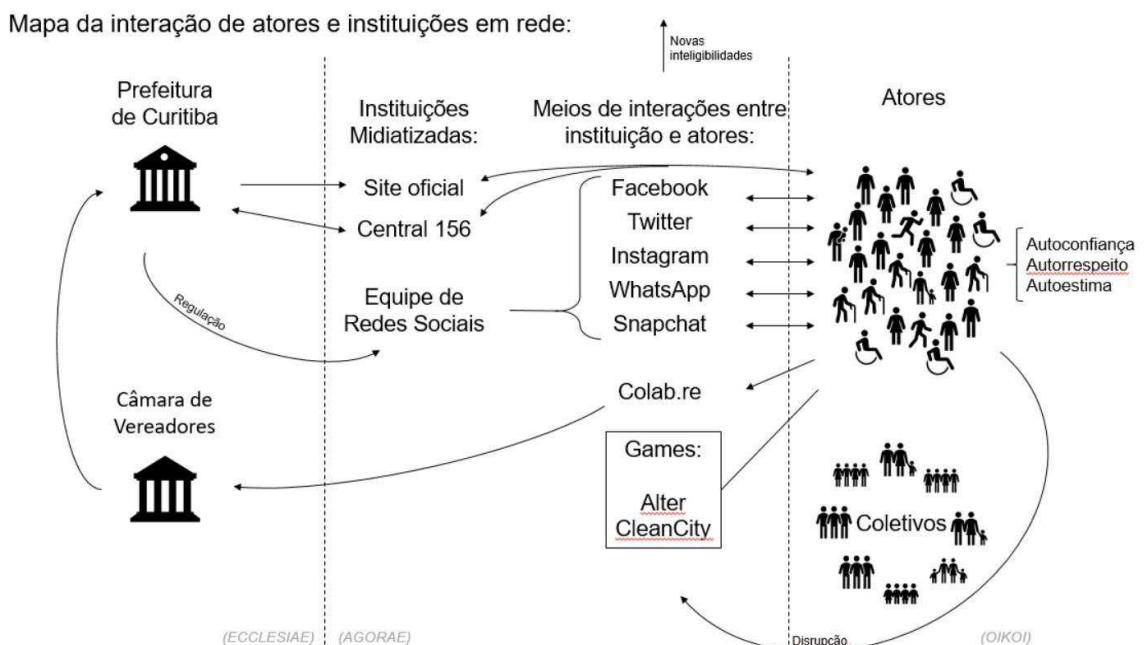 Mapa da interação de atores e instituições em rede:
Novas
inteligibilidades
Prefeitura
de Curitiba
Instituições
Midiatizadas:
Meios de interações entre
instituição e atores:
Atores
Site oficial
Central 156
Equipe de
Redes Sociais
Regulação
Facebook
Twitter
Instagram
WhatsApp
Snapchat
Autoconfiança
Autorrespeito
Autoestima
Câmara de
Vereadores
Colab.re
Games:
Alter
CleanCity
Coletivos
Disrupção
(ECCLESIAE)
(AGORAE)
(OIKOI)